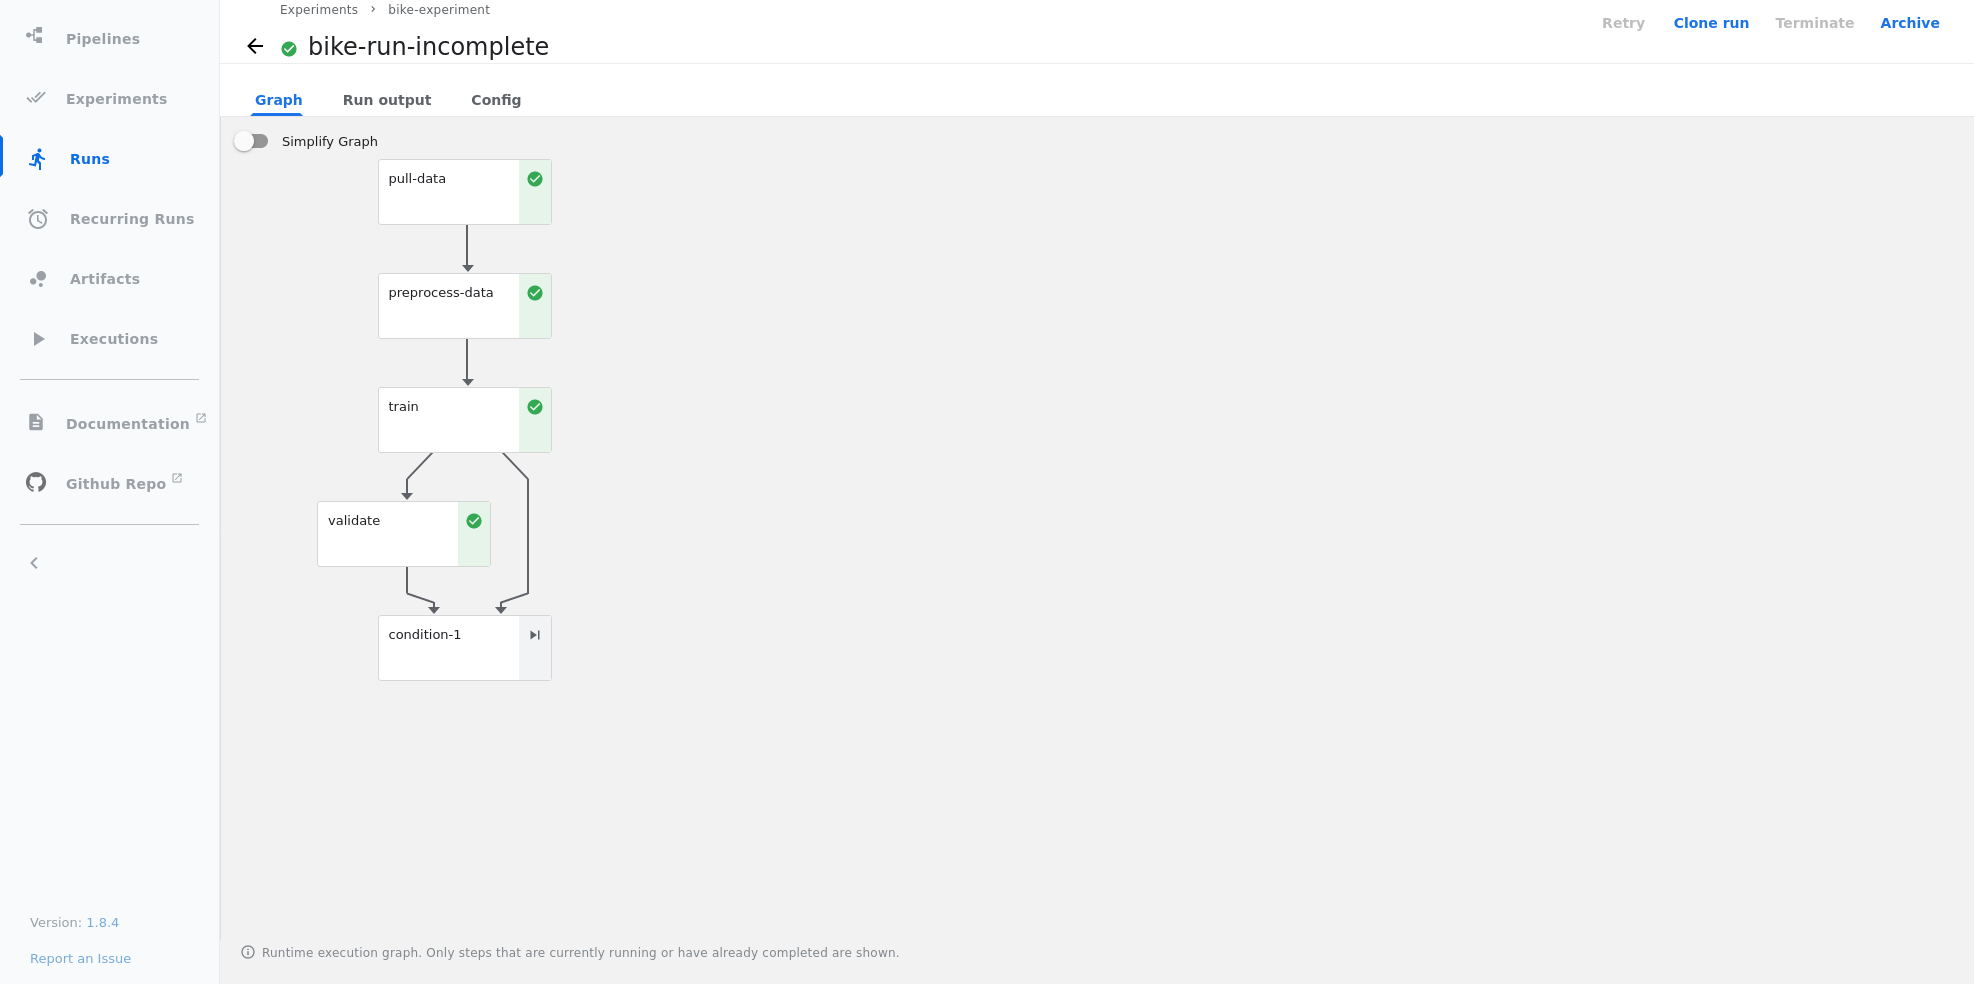 Pipelines
Experiments
Runs
Recurring Runs
Artifacts
Executions
Documentation
Github Repo
Version: 1.8.4
Report an Issue
Experiments > bike-experiment
bike-run-incomplete
Retry Clone run Terminate Archive
Graph Run output Config
Simplify Graph
pull-data
preprocess-data
train
validate
condition-1
Runtime execution graph. Only steps that are currently running or have already completed are shown.